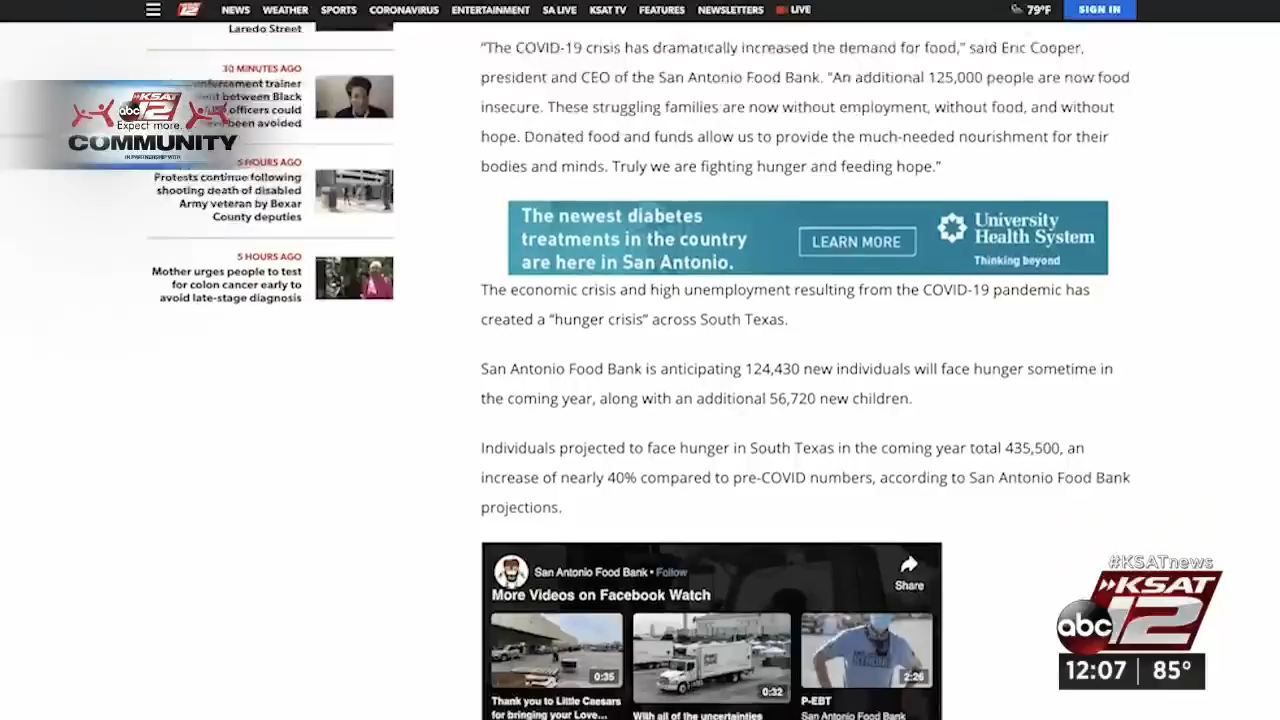 KSAT 12 NEWS WEATHER SPORTS CORONAVIRUS ENTERTAINMENT SA LIVE KSAT TV FEATURES NEWSLETTERS LIVE 79°F SIGN IN
Laredo Street
30 MINUTES AGO
enforcement trainer
between Black
officers could
been avoided
KSAT
abc 12
Expect more.
COMMUNITY
IN PARTNERSHIP WITH
5 HOURS AGO
Protests continue following
shooting death of disabled
Army veteran by Bexar
County deputies
5 HOURS AGO
Mother urges people to test
for colon cancer early to
avoid late-stage diagnosis
“The COVID-19 crisis has dramatically increased the demand for food,” said Eric Cooper,
president and CEO of the San Antonio Food Bank. “An additional 125,000 people are now food
insecure. These struggling families are now without employment, without food, and without
hope. Donated food and funds allow us to provide the much-needed nourishment for their
bodies and minds. Truly we are fighting hunger and feeding hope.”
The newest diabetes
treatments in the country
are here in San Antonio.
LEARN MORE
University
Health System
Thinking beyond
The economic crisis and high unemployment resulting from the COVID-19 pandemic has
created a “hunger crisis” across South Texas.
San Antonio Food Bank is anticipating 124,430 new individuals will face hunger sometime in
the coming year, along with an additional 56,720 new children.
Individuals projected to face hunger in South Texas in the coming year total 435,500, an
increase of nearly 40% compared to pre-COVID numbers, according to San Antonio Food Bank
projections.
San Antonio Food Bank • Follow
More Videos on Facebook Watch
Share
0:35
0:32
2:26
Thank you to Little Caesars
for bringing your Love...
With all of the uncertainties
P-EBT
San Antonio Food Bank
#KSATnews
KSAT
abc 12
12:07 | 85°